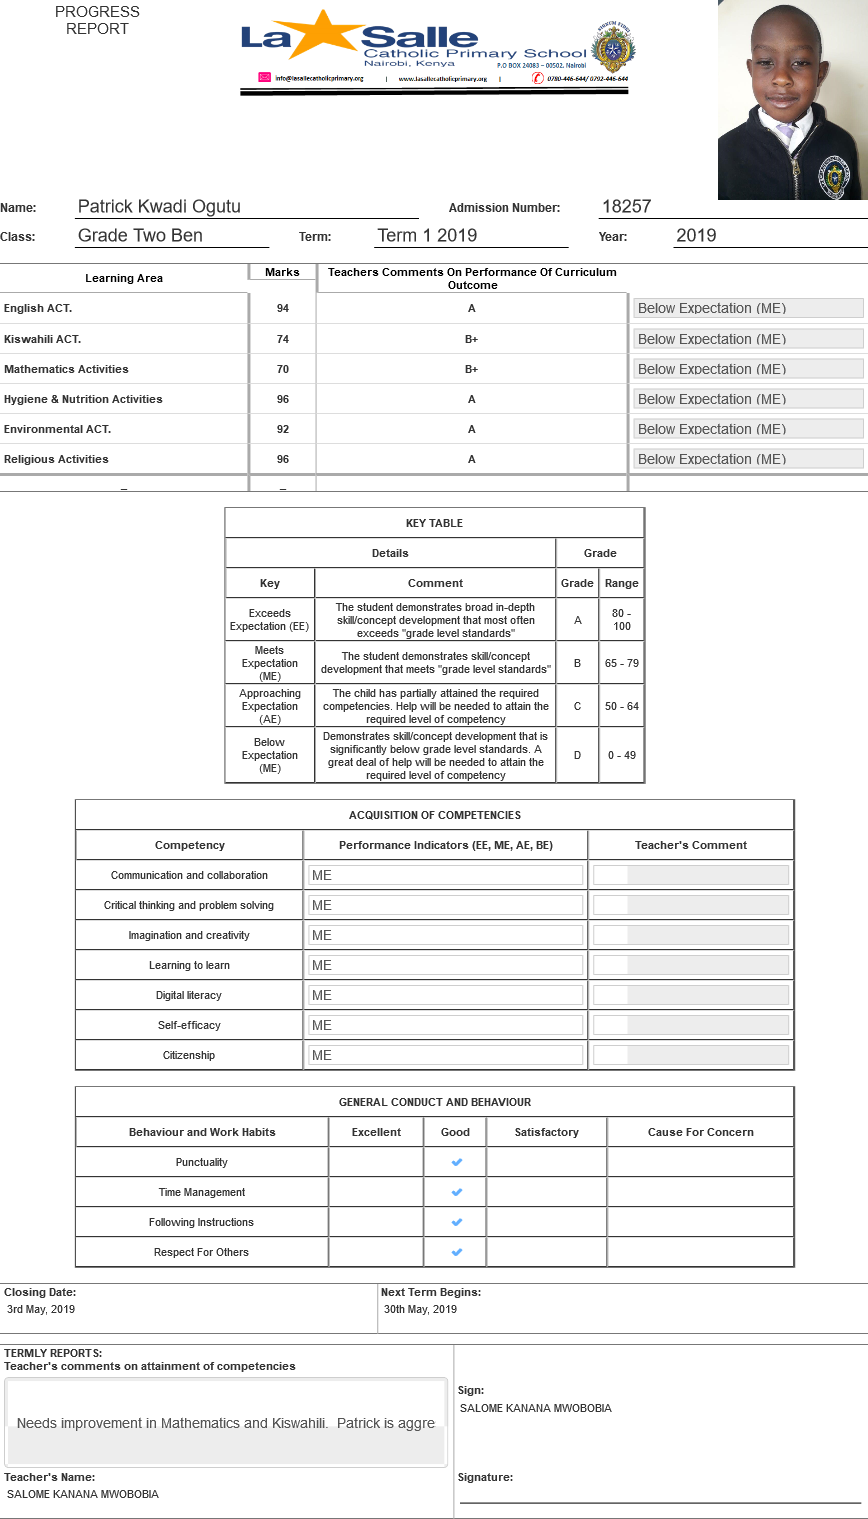 PROGRESS
REPORT
La Salle
Catholic Primary School
Nairobi, Kenya
P.O BOX 24083 – 00502, Nairobi
info@lasallecatholicprimary.org | www.lasallecatholicprimary.org | 0780-446-644/ 0792-446-644
Name: Patrick Kwadi Ogutu Admission Number: 18257
Class: Grade Two Ben Term: Term 1 2019 Year: 2019
Learning Area Marks Teachers Comments On Performance Of Curriculum
Outcome
English ACT. 94 A Below Expectation (ME)
Kiswahili ACT. 74 B+ Below Expectation (ME)
Mathematics Activities 70 B+ Below Expectation (ME)
Hygiene & Nutrition Activities 96 A Below Expectation (ME)
Environmental ACT. 92 A Below Expectation (ME)
Religious Activities 96 A Below Expectation (ME)
– –
KEY TABLE
Details Grade
Key Comment Grade Range
Exceeds
Expectation (EE)
The student demonstrates broad in-depth
skill/concept development that most often
exceeds "grade level standards"
A
80 -
100
Meets
Expectation
(ME)
The student demonstrates skill/concept
development that meets "grade level standards"
B
65 - 79
Approaching
Expectation
(AE)
The child has partially attained the required
competencies. Help will be needed to attain the
required level of competency
C
50 - 64
Below
Expectation
(ME)
Demonstrates skill/concept development that is
significantly below grade level standards. A
great deal of help will be needed to attain the
required level of competency
D
0 - 49
ACQUISITION OF COMPETENCIES
Competency Performance Indicators (EE, ME, AE, BE) Teacher's Comment
Communication and collaboration ME
Critical thinking and problem solving ME
Imagination and creativity ME
Learning to learn ME
Digital literacy ME
Self-efficacy ME
Citizenship ME
GENERAL CONDUCT AND BEHAVIOUR
Behaviour and Work Habits Excellent Good Satisfactory Cause For Concern
Punctuality
Time Management
Following Instructions
Respect For Others
Closing Date: Next Term Begins:
3rd May, 2019 30th May, 2019
TERMLY REPORTS:
Teacher's comments on attainment of competencies
Needs improvement in Mathematics and Kiswahili. Patrick is aggre
Sign:
SALOME KANANA MWOBOBIA
Teacher's Name: Signature:
SALOME KANANA MWOBOBIA